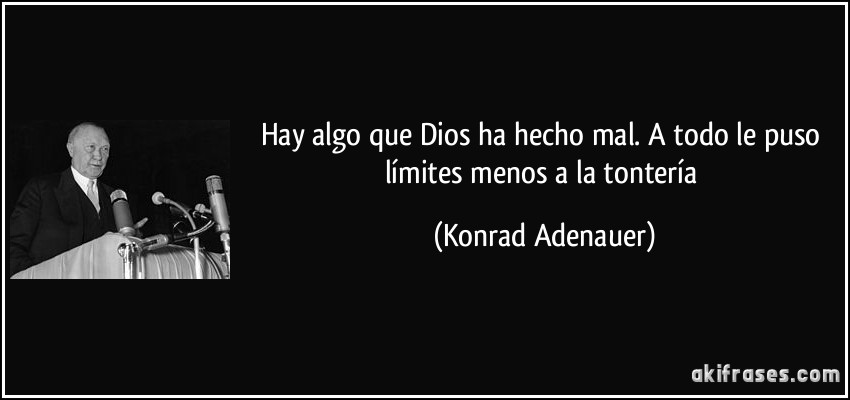 Hay algo que Dios ha hecho mal. A todo le puso
límites menos a la tontería
(Konrad Adenauer)
akifrases.com